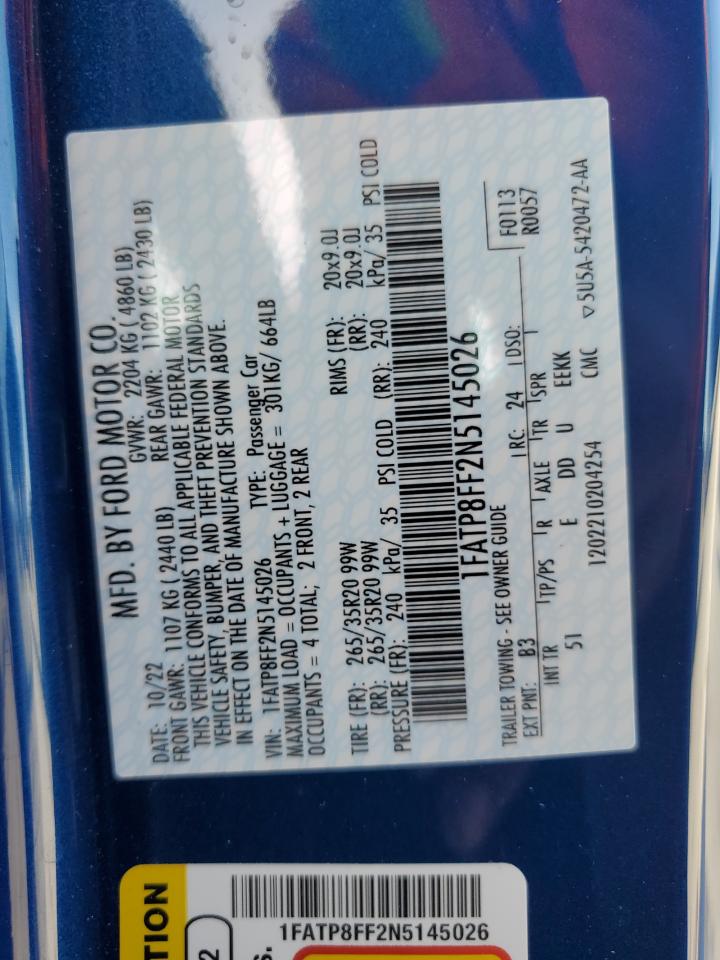 MFD. BY FORD MOTOR CO.
DATE: 10/22 GVWR: 2204 KG ( 4860 LB)
FRONT GAWR: 1107 KG ( 2440 LB) REAR GAWR: 1102 KG ( 2430 LB)
THIS VEHICLE CONFORMS TO ALL APPLICABLE FEDERAL MOTOR
VEHICLE SAFETY, BUMPER, AND THEFT PREVENTION STANDARDS
IN EFFECT ON THE DATE OF MANUFACTURE SHOWN ABOVE.
VIN: 1FATP8FF2N5145026 TYPE: Passenger Car
MAXIMUM LOAD = OCCUPANTS + LUGGAGE = 301KG/ 664LB
OCCUPANTS = 4 TOTAL; 2 FRONT, 2 REAR
TIRE (FR): 265/35R20 99W RIMS (FR): 20x9.0J
(RR): 265/35R20 99W (RR): 20x9.0J
PRESSURE (FR): 240 kPa/ 35 PSI COLD (RR): 240 kPa/ 35 PSI COLD
1FATP8FF2N5145026
TRAILER TOWING - SEE OWNER GUIDE
F0113
R0057
EXT PNT: B3 RC: 24 DSO:
INT TR TP/PS R AXLE TR SPR
51 E DD U EEKK
1202210204254 CMC ▽5U5A-5420472-AA
TION
2
S.
1FATP8FF2N5145026